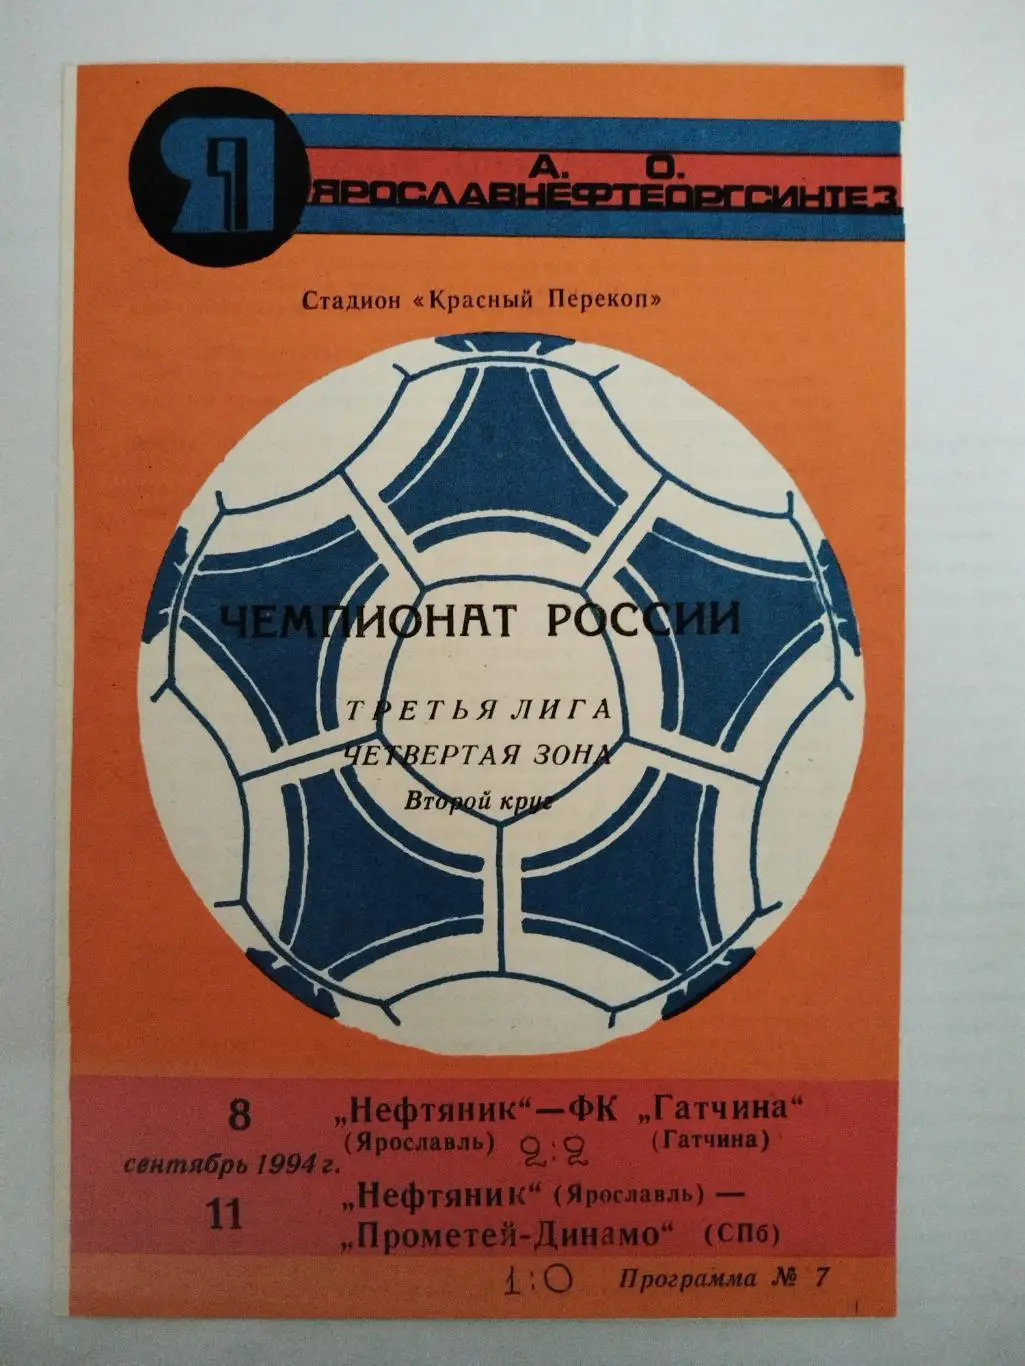 Я
А. О.
ЯРОСЛАВНЕФТЕОРГСИНТЕЗ
Стадион «Красный Перекоп»
ЧЕМПИОНАТ РОССИИ
ТРЕТЬЯ ЛИГА
ЧЕТВЕРТАЯ ЗОНА
Второй круг
8 „Нефтяник“—ФК „Гатчина“
(Ярославль) 2:2 (Гатчина)
сентябрь 1994 г.
11 „Нефтяник“ (Ярославль) —
„Прометей-Динамо“ (СПб)
1:0 Программа № 7